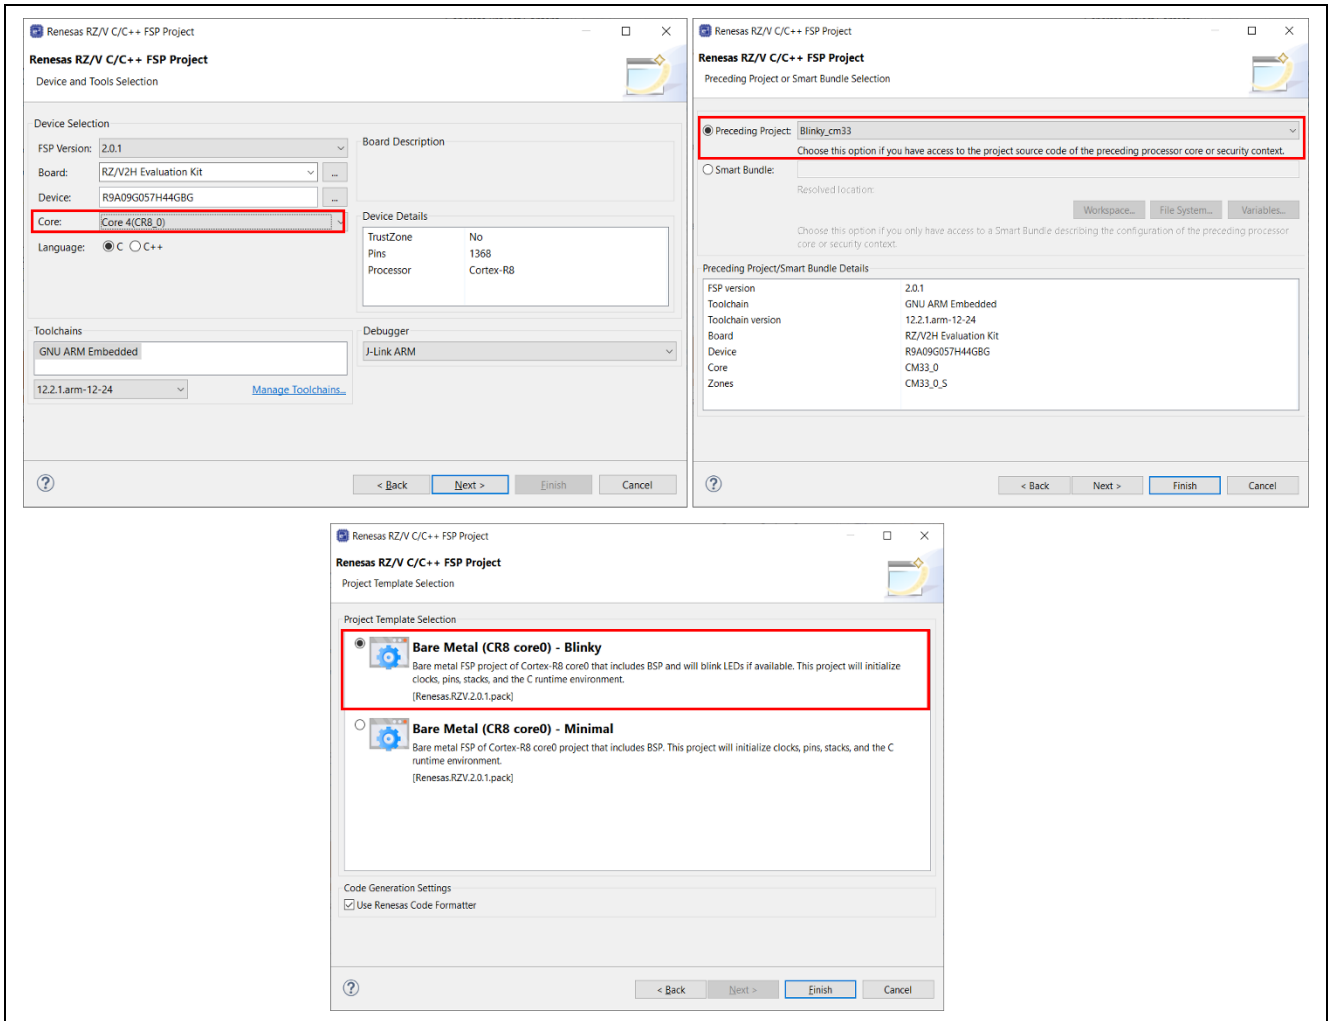 Renesas RZ/V C/C++ FSP Project
Renesas RZ/V C/C++ FSP Project
Device and Tools Selection
Device Selection
FSP Version: 2.0.1
Board: RZ/V2H Evaluation Kit ...
Device: R9A09G057H44GBG ...
Core: Core 4(CR8_0)
Language: C C++
Board Description
Device Details
TrustZone No
Pins 1368
Processor Cortex-R8
Toolchains
GNU ARM Embedded
12.2.1.arm-12-24 Manage Toolchains...
Debugger
J-Link ARM
? < Back Next > Finish Cancel
Renesas RZ/V C/C++ FSP Project
Renesas RZ/V C/C++ FSP Project
Preceding Project or Smart Bundle Selection
Preceding Project: Blinky_cm33
Choose this option if you have access to the project source code of the preceding processor core or security context.
Smart Bundle:
Resolved location:
Workspace... File System... Variables...
Choose this option if you only have access to a Smart Bundle describing the configuration of the preceding processor
core or security context.
Preceding Project/Smart Bundle Details
FSP version 2.0.1
Toolchain GNU ARM Embedded
Toolchain version 12.2.1.arm-12-24
Board RZ/V2H Evaluation Kit
Device R9A09G057H44GBG
Core CM33_0
Zones CM33_0_S
? < Back Next > Finish Cancel
Renesas RZ/V C/C++ FSP Project
Renesas RZ/V C/C++ FSP Project
Project Template Selection
Project Template Selection
Bare Metal (CR8 core0) - Blinky
Bare metal FSP project of Cortex-R8 core0 that includes BSP and will blink LEDs if available. This project will initialize
clocks, pins, stacks, and the C runtime environment.
[Renesas.RZV.2.0.1.pack]
Bare Metal (CR8 core0) - Minimal
Bare metal FSP of Cortex-R8 core0 project that includes BSP. This project will initialize clocks, pins, stacks, and the C
runtime environment.
[Renesas.RZV.2.0.1.pack]
Code Generation Settings
Use Renesas Code Formatter
? < Back Next > Finish Cancel